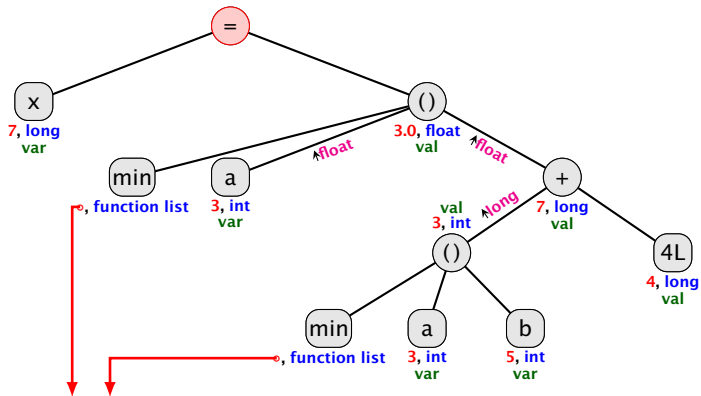 =
x
7, long
var
()
3.0, float
val
float
float
min
, function list
a
3, int
var
+
7, long
val
long
val
3, int
()
4L
4, long
val
min
, function list
a
3, int
var
b
5, int
var